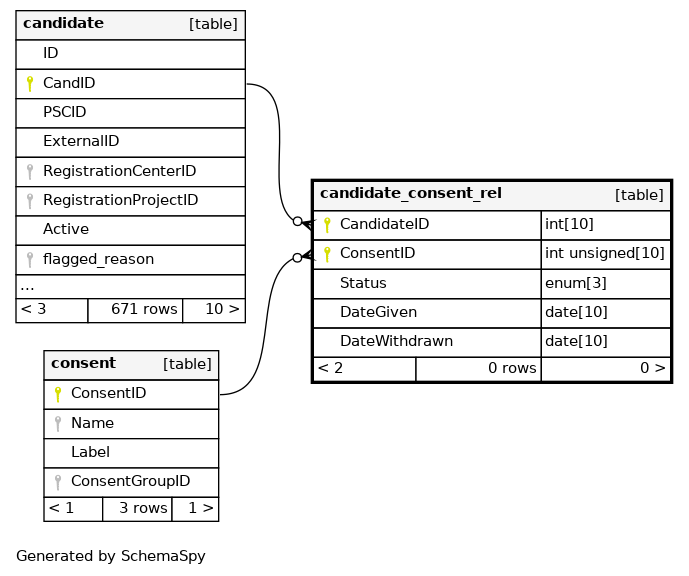 candidate [table]
ID
CandID
PSCID
ExternalID
RegistrationCenterID
RegistrationProjectID
Active
flagged_reason
...
< 3 671 rows 10 >
candidate_consent_rel [table]
CandidateID int[10]
ConsentID int unsigned[10]
Status enum[3]
DateGiven date[10]
DateWithdrawn date[10]
< 2 0 rows 0 >
consent [table]
ConsentID
Name
Label
ConsentGroupID
< 1 3 rows 1 >
Generated by SchemaSpy